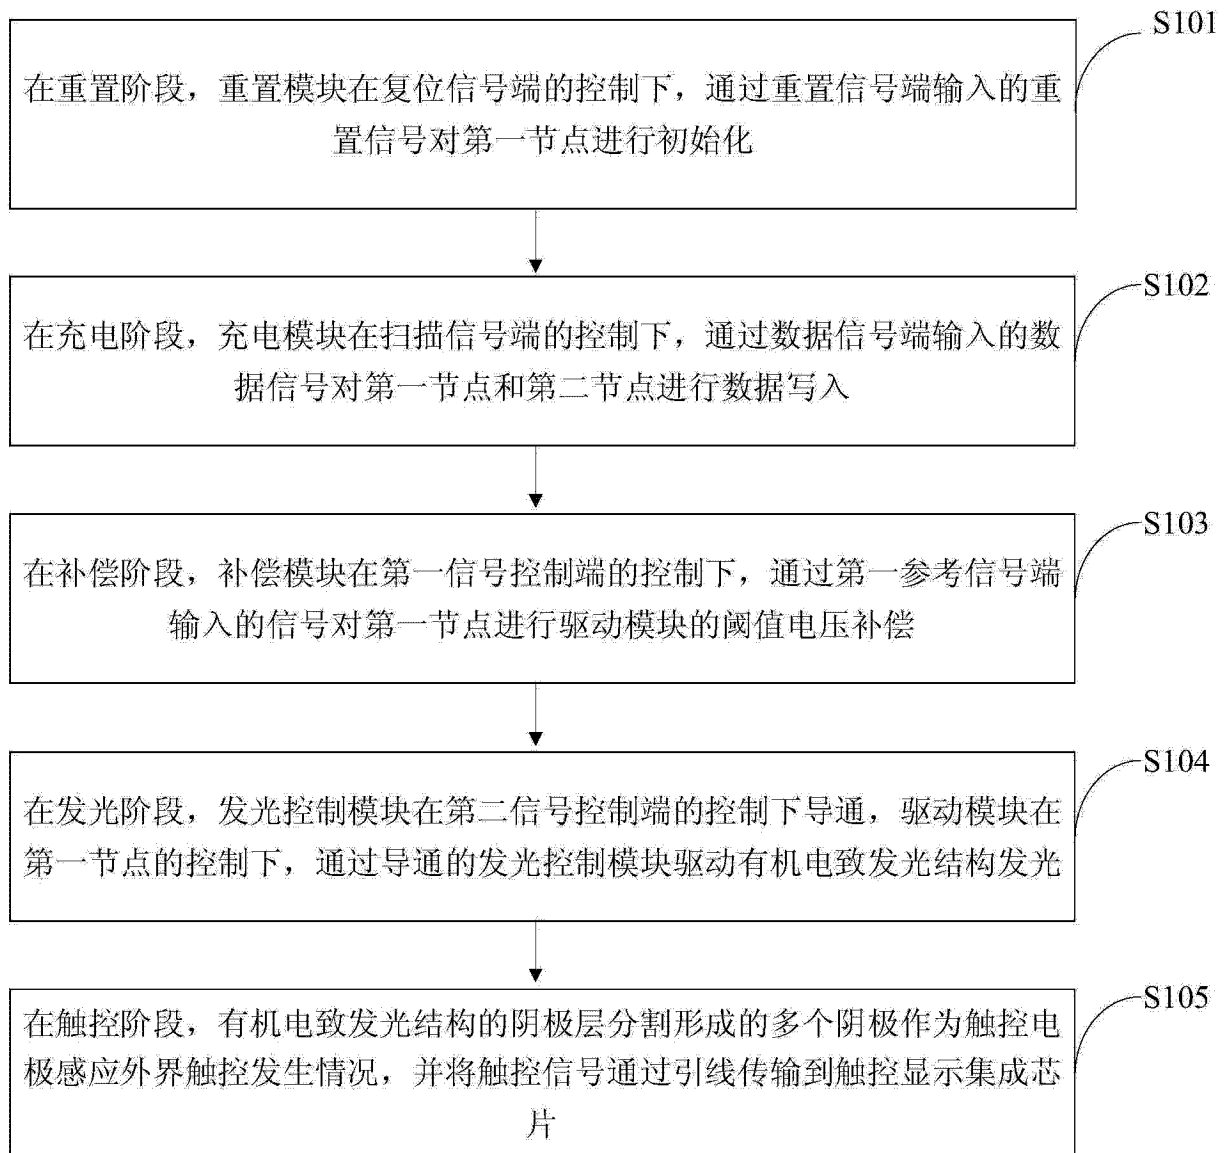 S101
在重置阶段，重置模块在复位信号端的控制下，通过重置信号端输入的重
置信号对第一节点进行初始化
S102
在充电阶段，充电模块在扫描信号端的控制下，通过数据信号端输入的数
据信号对第一节点和第二节点进行数据写入
S103
在补偿阶段，补偿模块在第一信号控制端的控制下，通过第一参考信号端
输入的信号对第一节点进行驱动模块的阈值电压补偿
S104
在发光阶段，发光控制模块在第二信号控制端的控制下导通，驱动模块在
第一节点的控制下，通过导通的发光控制模块驱动有机电致发光结构发光
S105
在触控阶段，有机电致发光结构的阴极层分割形成的多个阴极作为触控电
极感应外界触控发生情况，并将触控信号通过引线传输到触控显示集成芯
片